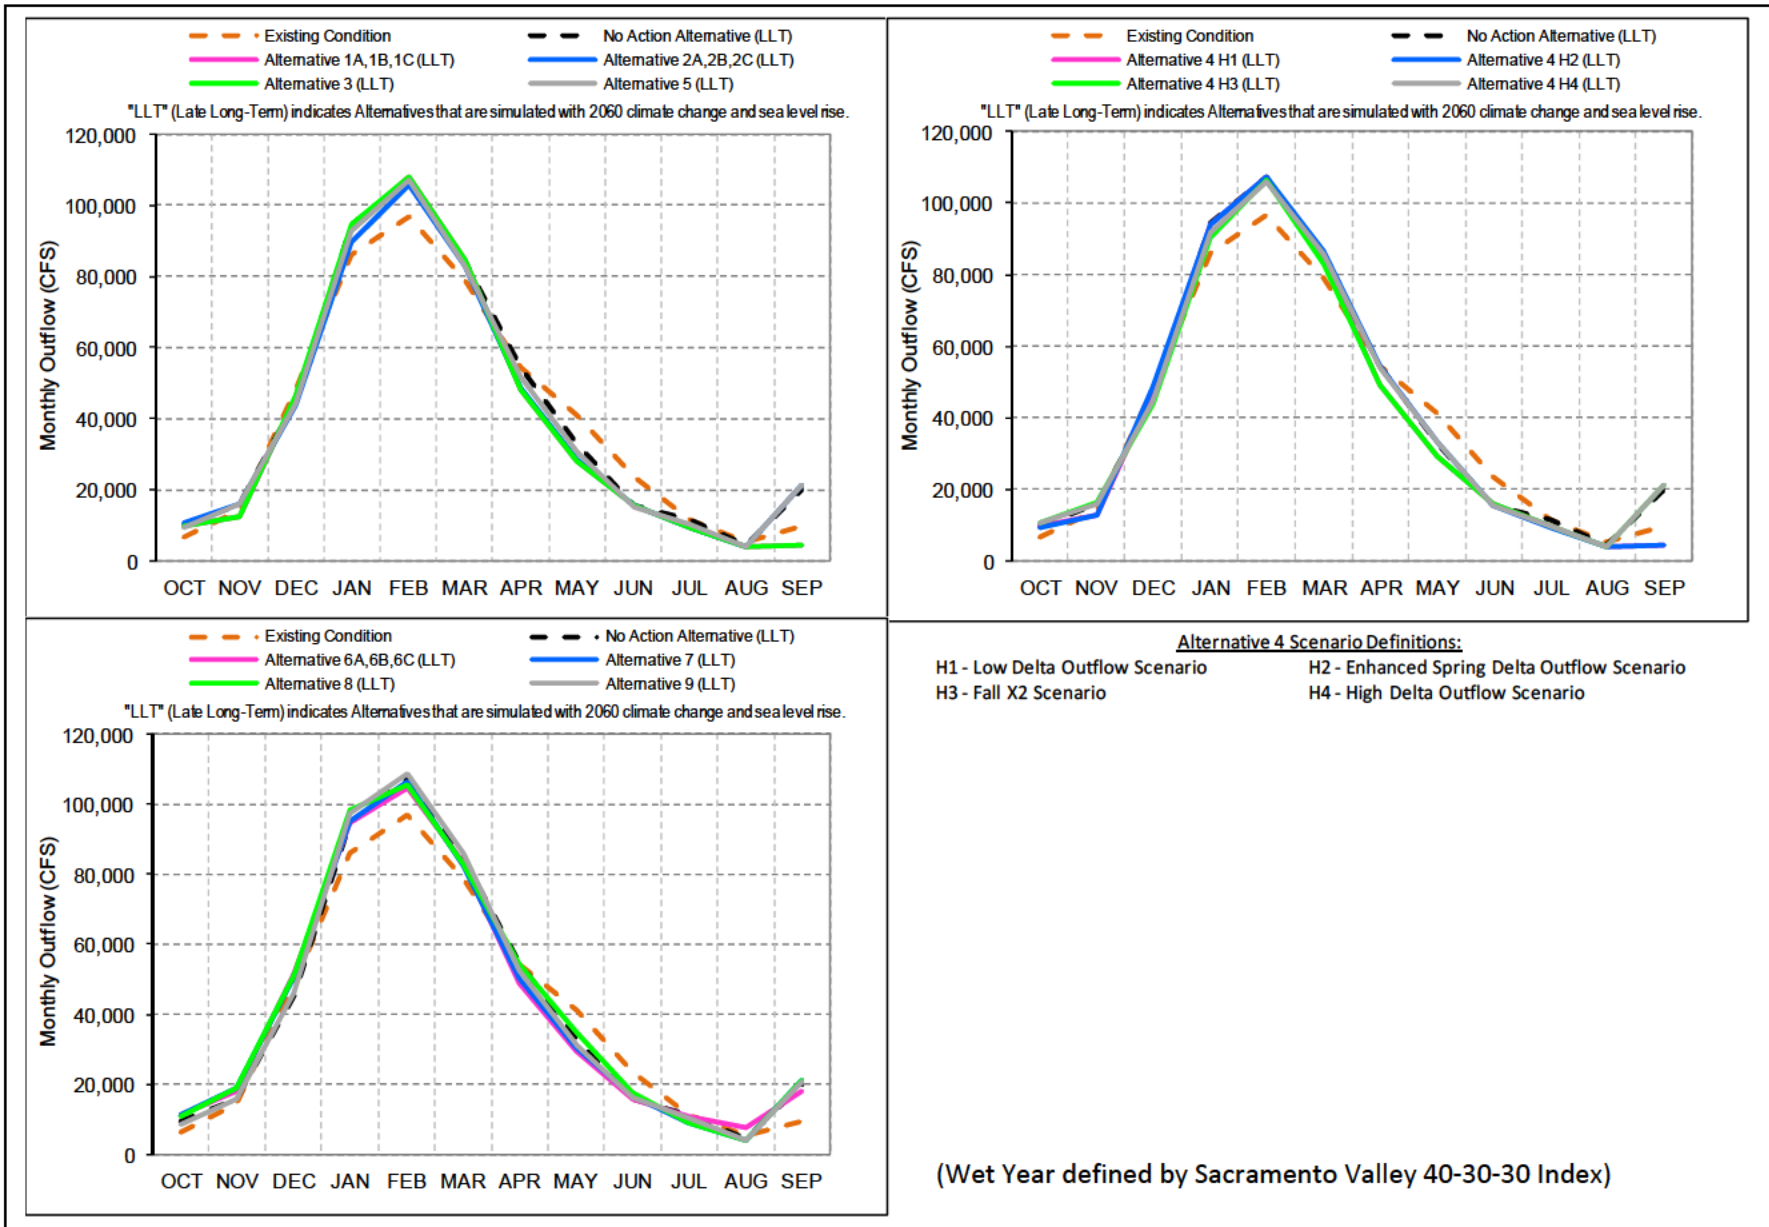 Existing Condition
No Action Alternative (LLT)
Alternative 1A,1B,1C (LLT)
Alternative 2A,2B,2C (LLT)
Alternative 3 (LLT)
Alternative 5 (LLT)
"LLT" (Late Long-Term) indicates Alternatives that are simulated with 2060 climate change and sea level rise.
Monthly Outflow (CFS)
120,000
100,000
80,000
60,000
40,000
20,000
0
OCT NOV DEC JAN FEB MAR APR MAY JUN JUL AUG SEP
Existing Condition
No Action Alternative (LLT)
Alternative 4 H1 (LLT)
Alternative 4 H2 (LLT)
Alternative 4 H3 (LLT)
Alternative 4 H4 (LLT)
"LLT" (Late Long-Term) indicates Alternatives that are simulated with 2060 climate change and sea level rise.
Monthly Outflow (CFS)
120,000
100,000
80,000
60,000
40,000
20,000
0
OCT NOV DEC JAN FEB MAR APR MAY JUN JUL AUG SEP
Existing Condition
No Action Alternative (LLT)
Alternative 6A,6B,6C (LLT)
Alternative 7 (LLT)
Alternative 8 (LLT)
Alternative 9 (LLT)
"LLT" (Late Long-Term) indicates Alternatives that are simulated with 2060 climate change and sea level rise.
Monthly Outflow (CFS)
120,000
100,000
80,000
60,000
40,000
20,000
0
OCT NOV DEC JAN FEB MAR APR MAY JUN JUL AUG SEP
Alternative 4 Scenario Definitions:
H1 - Low Delta Outflow Scenario
H2 - Enhanced Spring Delta Outflow Scenario
H3 - Fall X2 Scenario
H4 - High Delta Outflow Scenario
(Wet Year defined by Sacramento Valley 40-30-30 Index)